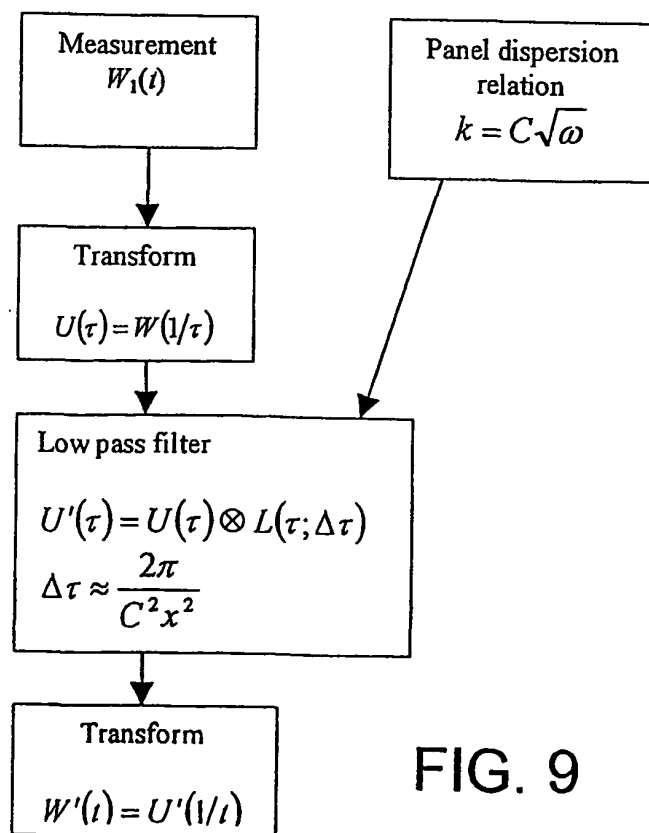 Measurement
W₁(t)
Panel dispersion
relation
k = C√ω
Transform
U(τ) = W(1/τ)
Low pass filter
U'(τ) = U(τ) ⊗ L(τ; Δτ)
Δτ ≈ 2π / C²x²
Transform
W'(t) = U'(1/t)
FIG. 9